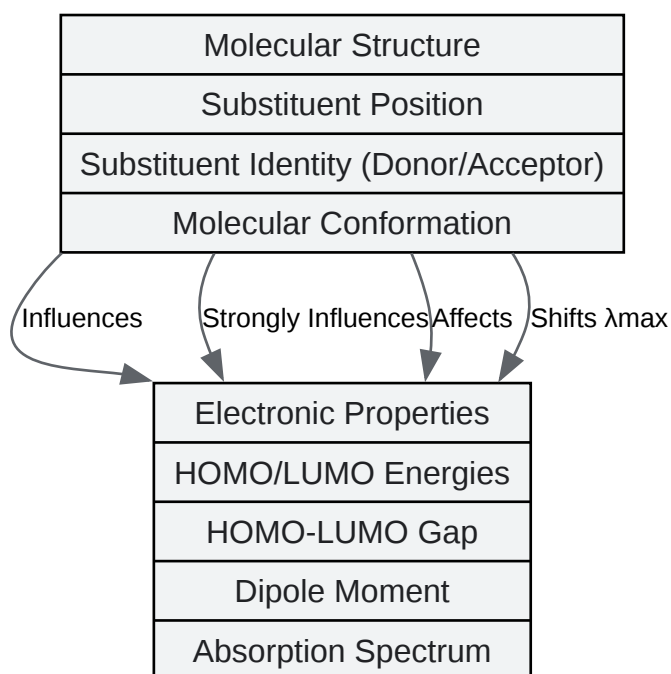 Molecular Structure
Substituent Position
Substituent Identity (Donor/Acceptor)
Molecular Conformation
Influences
Strongly Influences
Affects
Shifts λmax
Electronic Properties
HOMO/LUMO Energies
HOMO-LUMO Gap
Dipole Moment
Absorption Spectrum